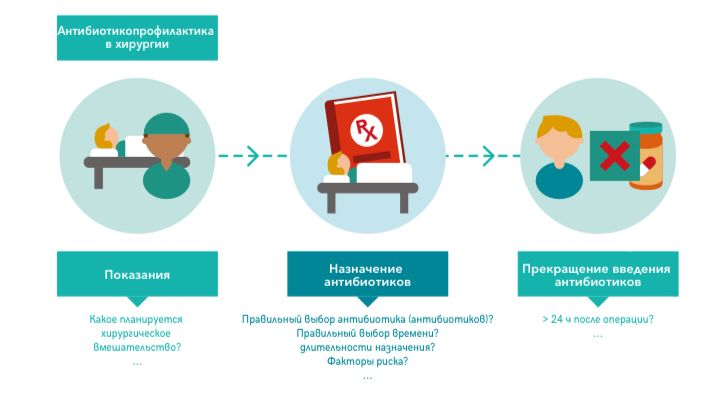 Антибиотикопрофилактика
в хирургии
Rx
Показания
Какое планируется
хирургическое
вмешательство?
...
Назначение
антибиотиков
Правильный выбор антибиотика (антибиотиков)?
Правильный выбор времени?
длительности назначения?
Факторы риска?
...
Прекращение введения
антибиотиков
> 24 ч после операции?
...